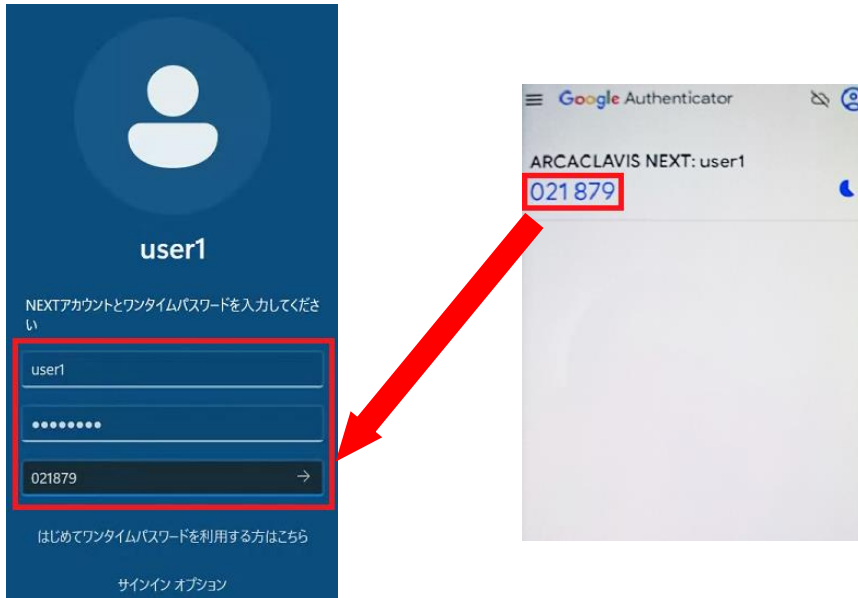 user1
NEXTアカウントとワンタイムパスワードを入力してくださ
い
user1
●●●●●●●●
021879
はじめてワンタイムパスワードを利用する方はこちら
サインイン オプション
Google Authenticator
ARCACLAVIS NEXT: user1
021 879